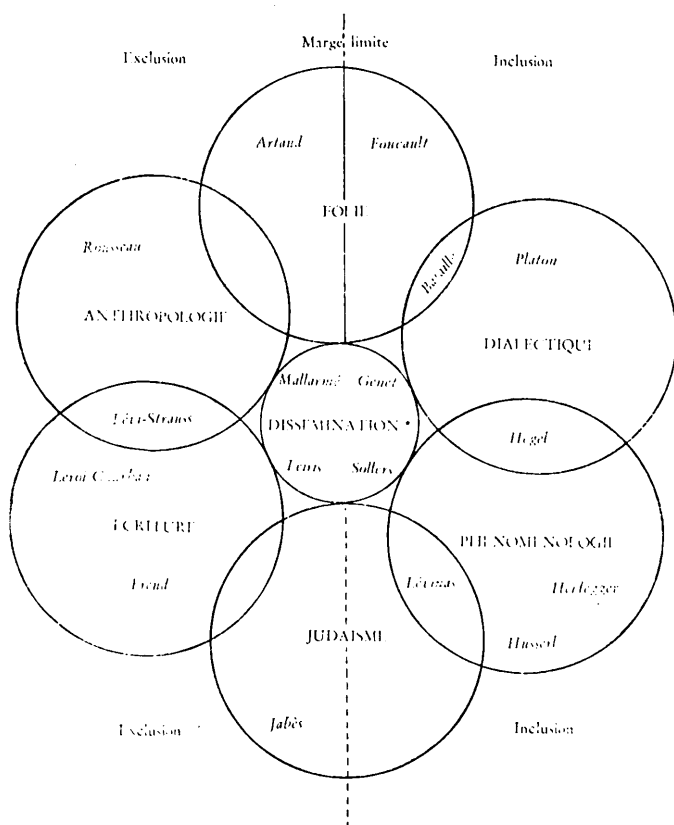 Marge limite
Exclusion
Inclusion
Artaud
Foucault
FOLIE
Rousseau
Bataille
Platon
ANTHROPOLOGIE
DIALECTIQUE
Mallarmé Genet
Lévi-Strauss
DISSEMINATION *
Hegel
Leiris Sollers
Leroi
ECRITURE
PHENOMENOLOGIE
Freud
Lévinas
Heidegger
JUDAISME
Husserl
Jabès
Exclusion
Inclusion